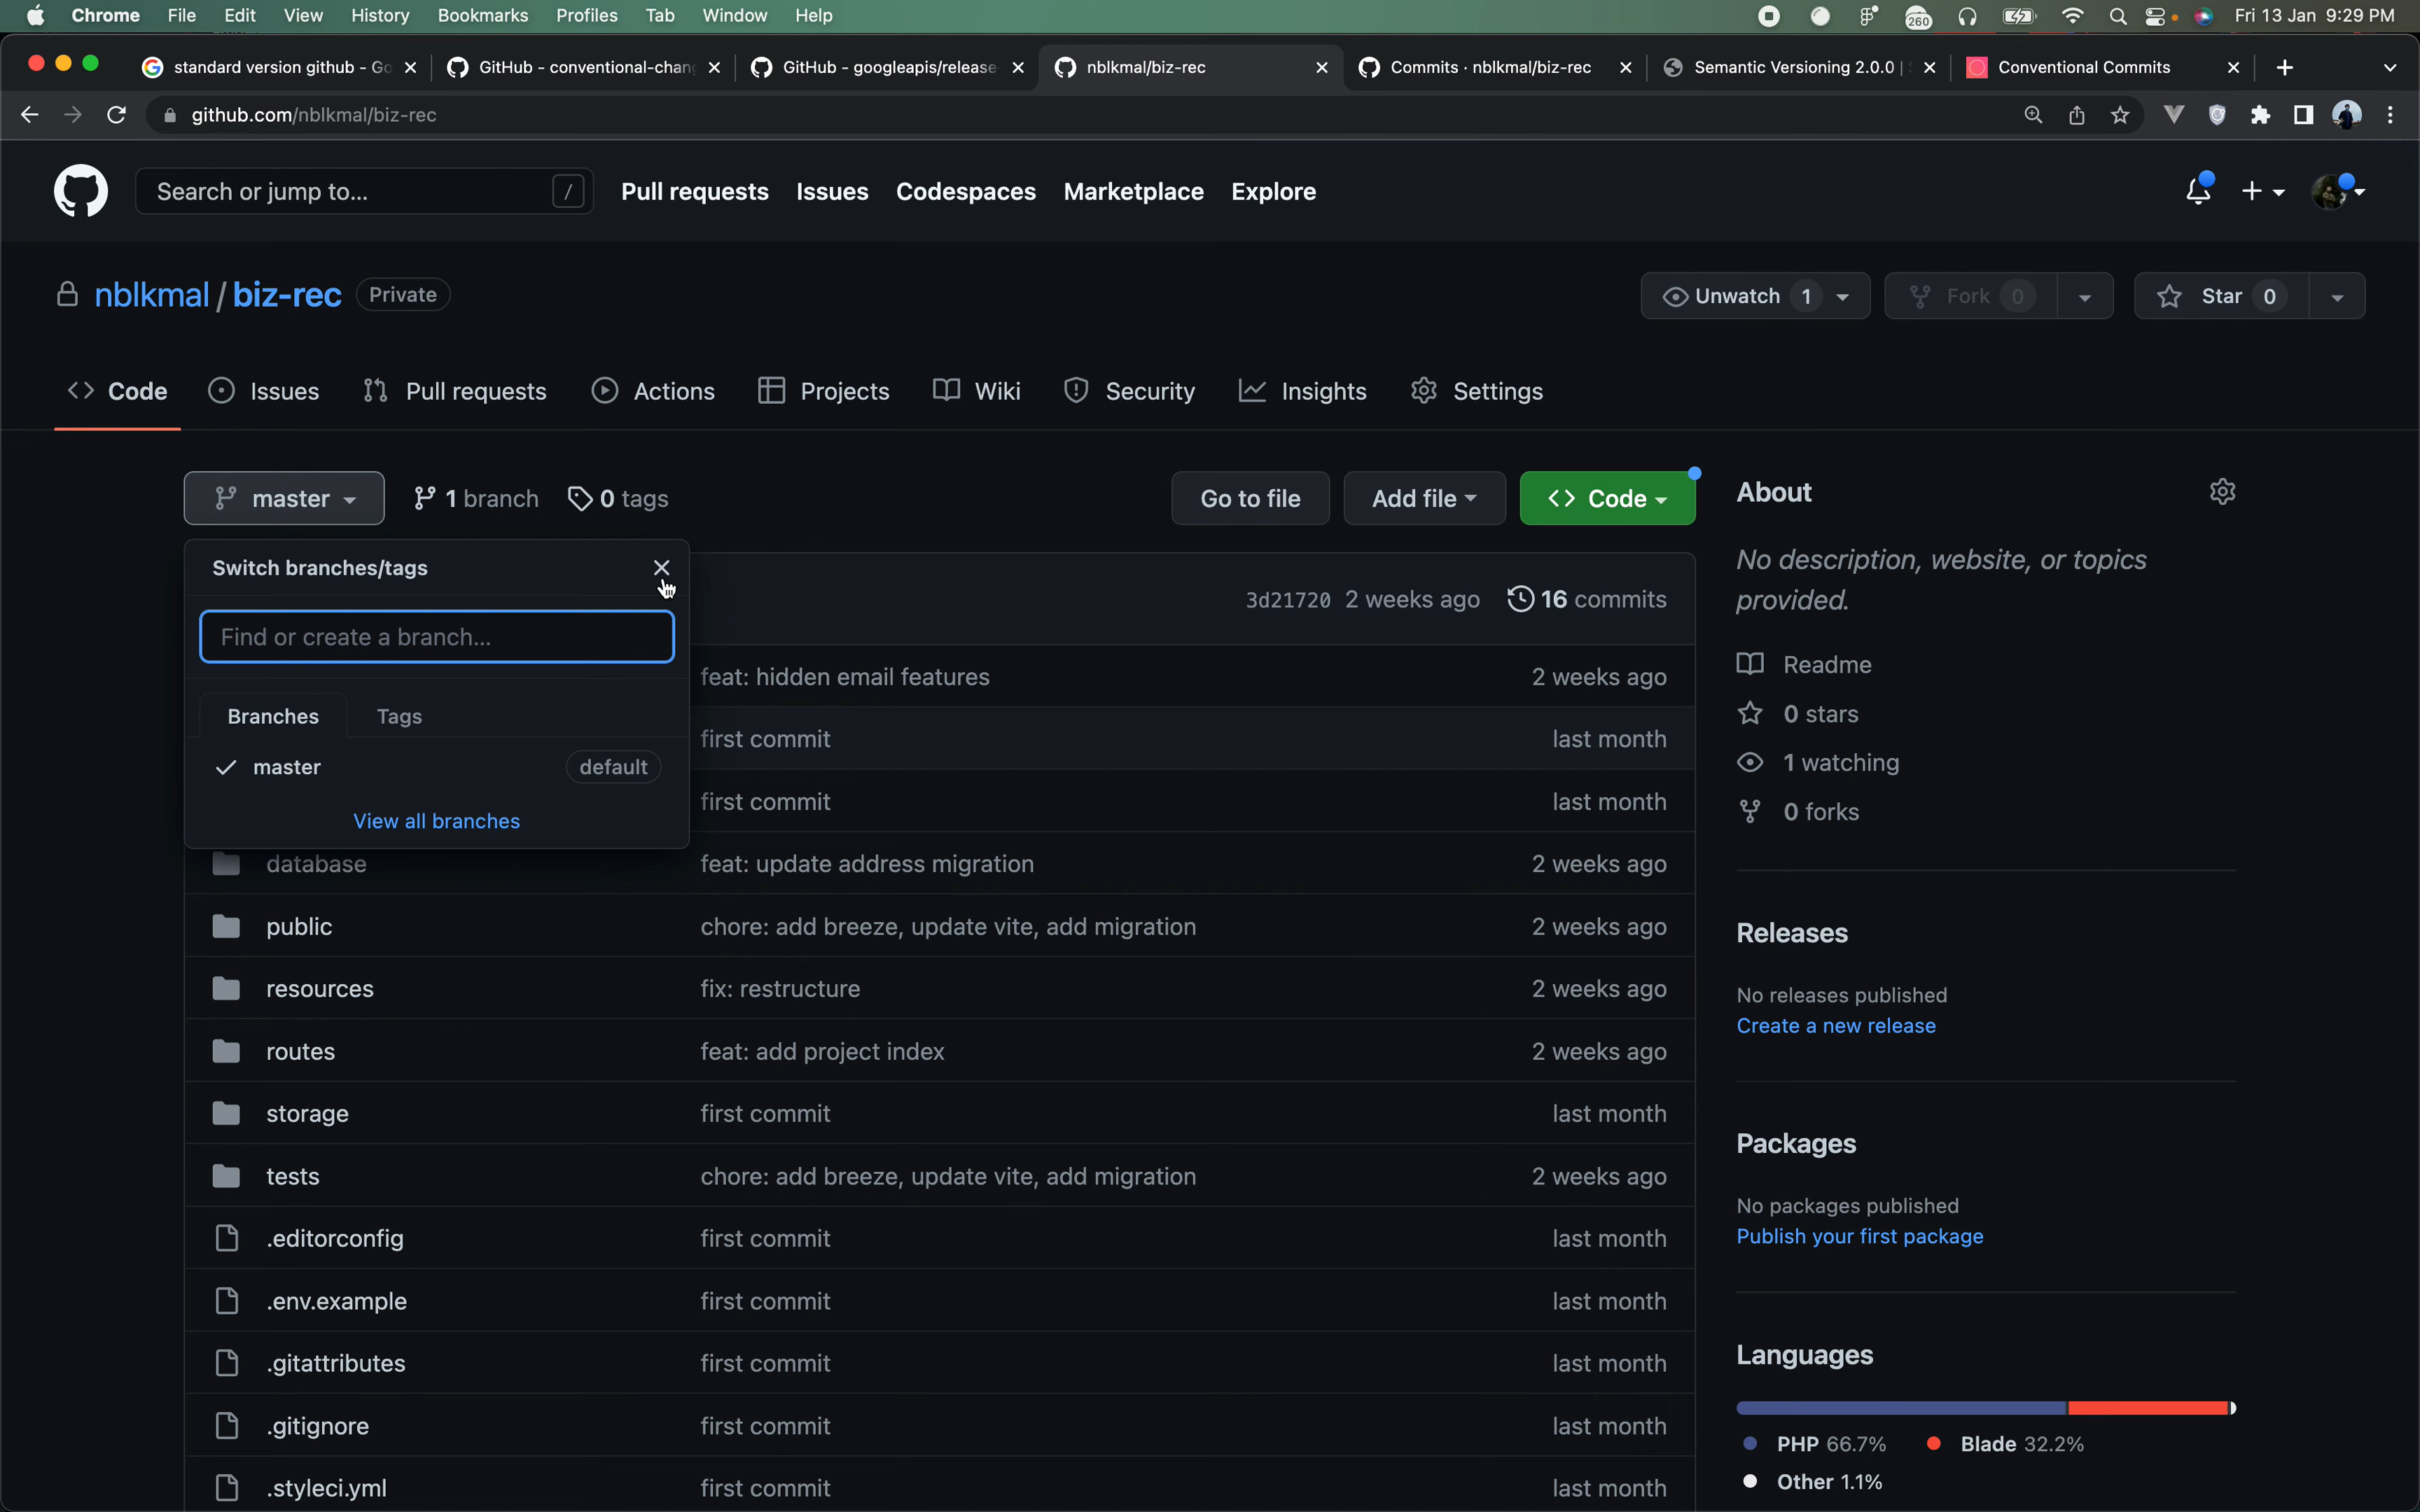 Chrome File Edit View History Bookmarks Profiles Tab Window Help 260 Fri 13 Jan 9:29 PM
standard version github - Go GitHub - conventional-chang GitHub - googleapis/release- nblkmal/biz-rec Commits · nblkmal/biz-rec Semantic Versioning 2.0.0 | Conventional Commits
github.com/nblkmal/biz-rec
Search or jump to... / Pull requests Issues Codespaces Marketplace Explore
nblkmal / biz-rec Private Unwatch 1 Fork 0 Star 0
Code Issues Pull requests Actions Projects Wiki Security Insights Settings
master 1 branch 0 tags Go to file Add file Code
About
No description, website, or topics
provided.
Readme
0 stars
1 watching
0 forks
Switch branches/tags
Find or create a branch...
Branches Tags
master default
View all branches
3d21720 2 weeks ago 16 commits
feat: hidden email features 2 weeks ago
first commit last month
first commit last month
database feat: update address migration 2 weeks ago
public chore: add breeze, update vite, add migration 2 weeks ago
resources fix: restructure 2 weeks ago
routes feat: add project index 2 weeks ago
storage first commit last month
tests chore: add breeze, update vite, add migration 2 weeks ago
.editorconfig first commit last month
.env.example first commit last month
.gitattributes first commit last month
.gitignore first commit last month
.styleci.yml first commit last month
Releases
No releases published
Create a new release
Packages
No packages published
Publish your first package
Languages
PHP 66.7% Blade 32.2%
Other 1.1%